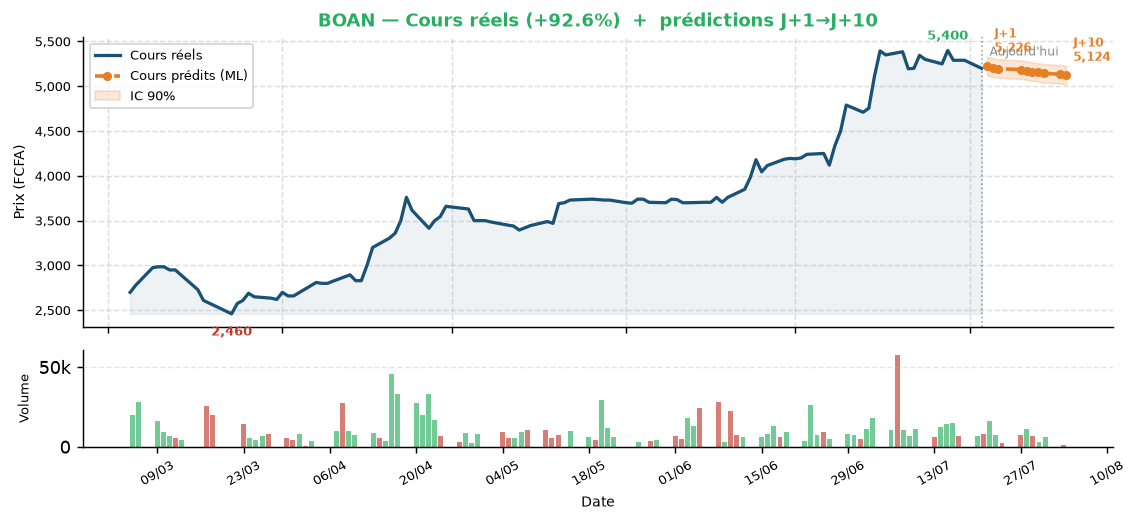 BOAN — Cours réels (+92.6%)  +  prédictions J+1→J+10
Cours réels
Cours prédits (ML)
IC 90%
5,400
J+1
5,226
Aujourd'hui
J+10
5,124
2,460
Prix (FCFA)
5,500
5,000
4,500
4,000
3,500
3,000
2,500
Volume
50k
0
09/03
23/03
06/04
20/04
04/05
18/05
01/06
15/06
29/06
13/07
27/07
10/08
Date